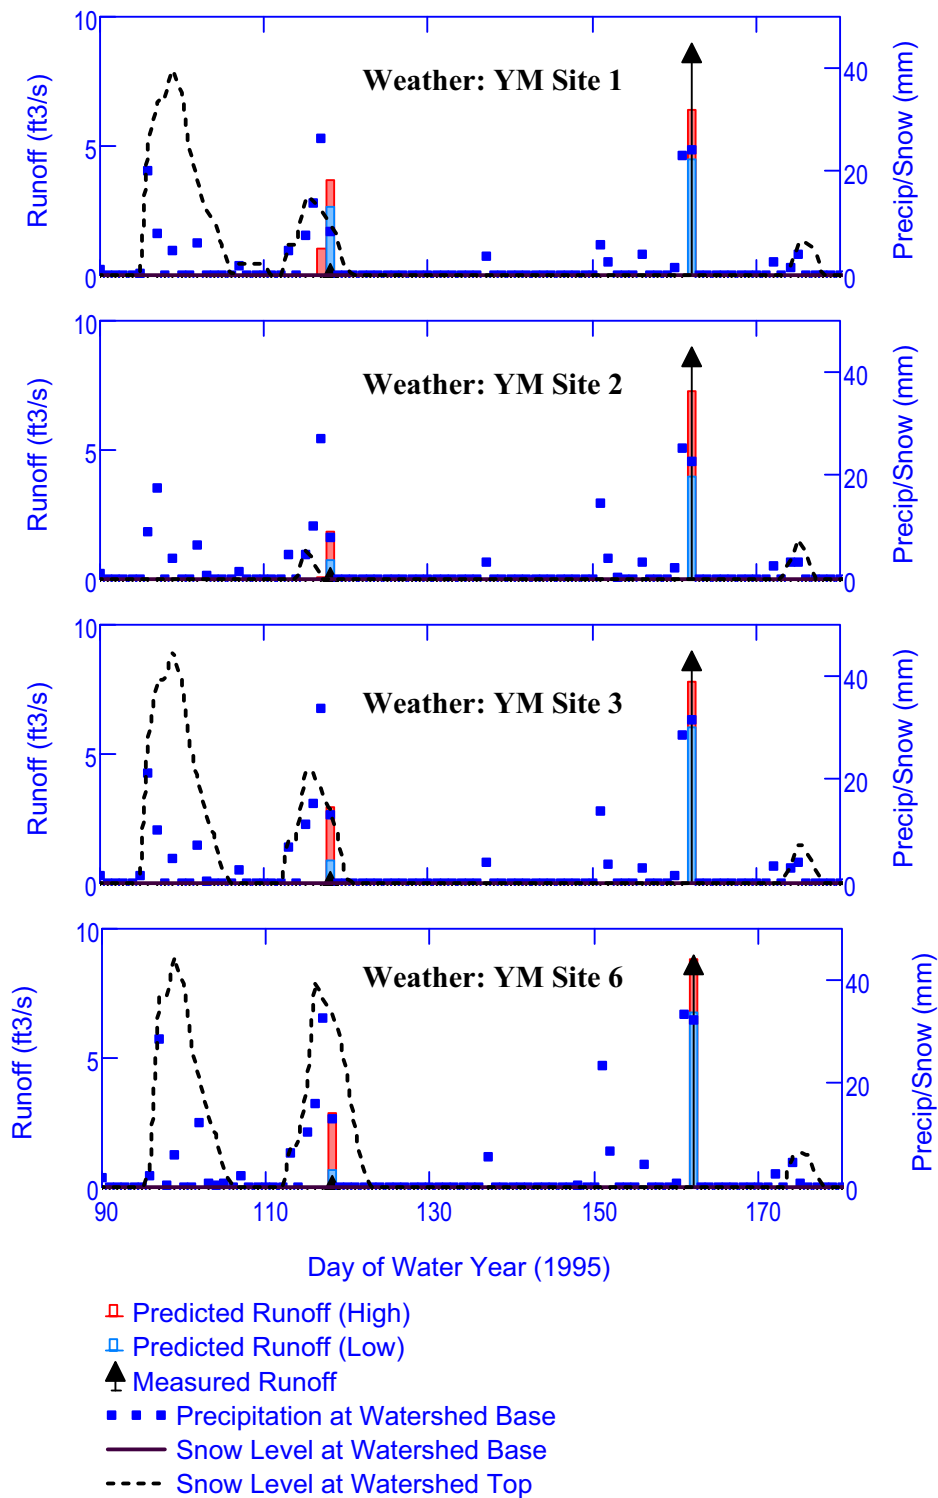 10
Weather: YM Site 1
Runoff (ft3/s)
5
0
40
20
0
Precip/Snow (mm)
10
Weather: YM Site 2
Runoff (ft3/s)
5
0
40
20
0
Precip/Snow (mm)
10
Weather: YM Site 3
Runoff (ft3/s)
5
0
40
20
0
Precip/Snow (mm)
10
Weather: YM Site 6
Runoff (ft3/s)
5
0
40
20
0
Precip/Snow (mm)
90 110 130 150 170
Day of Water Year (1995)
Predicted Runoff (High)
Predicted Runoff (Low)
Measured Runoff
Precipitation at Watershed Base
Snow Level at Watershed Base
Snow Level at Watershed Top